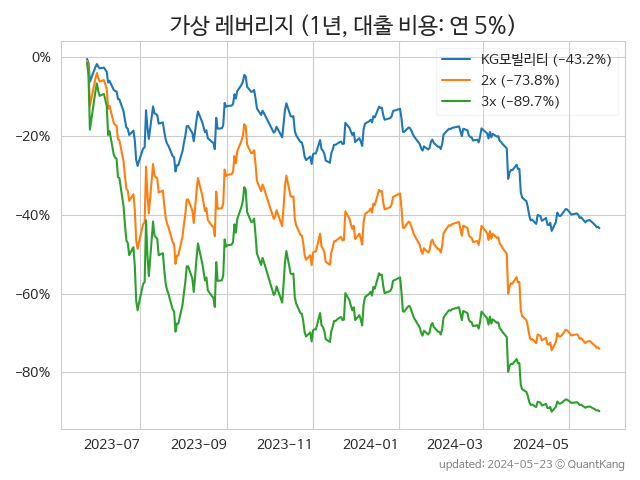 가상 레버리지 (1년, 대출 비용: 연 5%)
KG모빌리티 (−43.2%)
2x (−73.8%)
3x (−89.7%)
0%
−20%
−40%
−60%
−80%
2023-07 2023-09 2023-11 2024-01 2024-03 2024-05
updated: 2024-05-23 © QuantKang